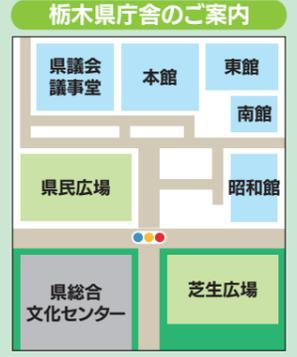 栃木県庁舎のご案内
県議会
議事堂
本館
東館
南館
県民広場
昭和館
県総合
文化センター
芝生広場